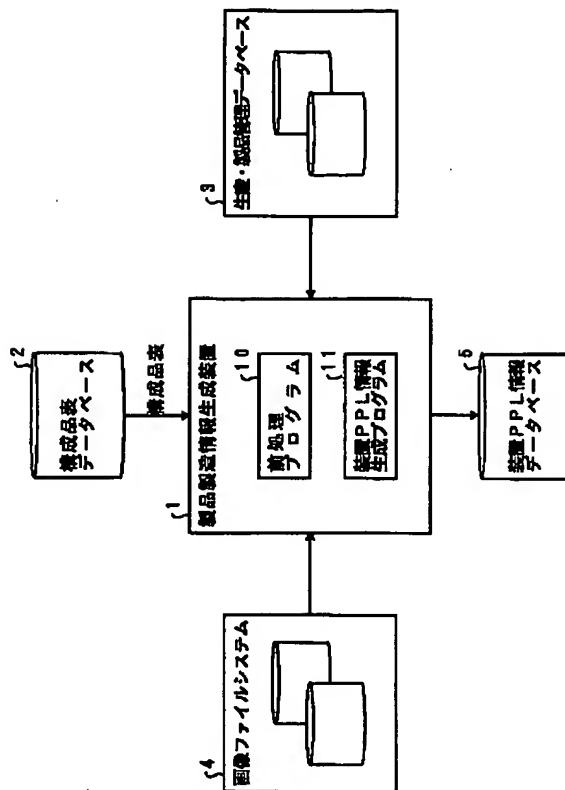 2
構成品表
データベース
構成品表
1
製品製造情報生成装置
10
前処理
プログラム
11
装置PPL情報
生成プログラム
3
生産・製品管理データベース
4
画像ファイルシステム
5
装置PPL情報
データベース